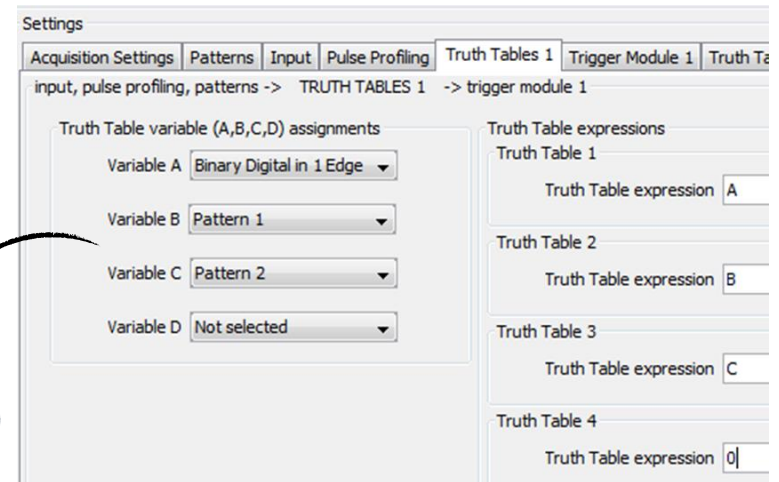 Settings
Acquisition Settings Patterns Input Pulse Profiling Truth Tables 1 Trigger Module 1 Truth Ta
input, pulse profiling, patterns -> TRUTH TABLES 1 -> trigger module 1
Truth Table variable (A,B,C,D) assignments
Variable A Binary Digital in 1 Edge
Variable B Pattern 1
Variable C Pattern 2
Variable D Not selected
Truth Table expressions
Truth Table 1
Truth Table expression A
Truth Table 2
Truth Table expression B
Truth Table 3
Truth Table expression C
Truth Table 4
Truth Table expression 0